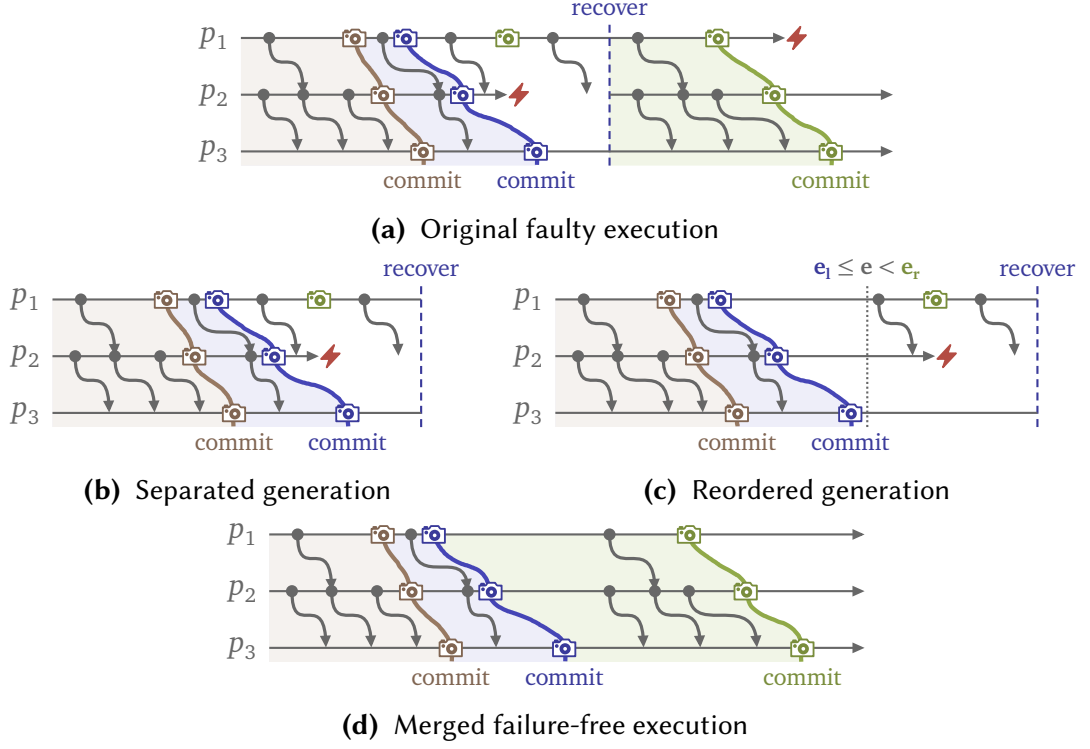 recover
p₁
p₂
p₃
commit commit commit
(a) Original faulty execution
recover
p₁
p₂
p₃
commit commit
(b) Separated generation
e_l ≤ e < e_r recover
p₁
p₂
p₃
commit commit
(c) Reordered generation
p₁
p₂
p₃
commit commit commit
(d) Merged failure-free execution